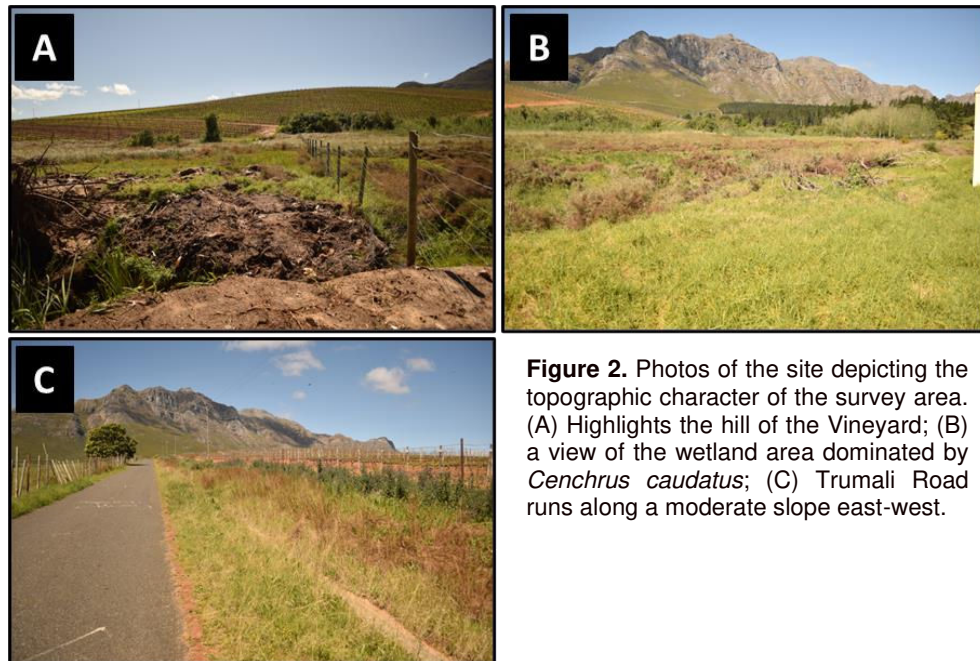 A
B
C
Figure 2. Photos of the site depicting the
topographic character of the survey area.
(A) Highlights the hill of the Vineyard; (B)
a view of the wetland area dominated by
Cenchrus caudatus; (C) Trumali Road
runs along a moderate slope east-west.